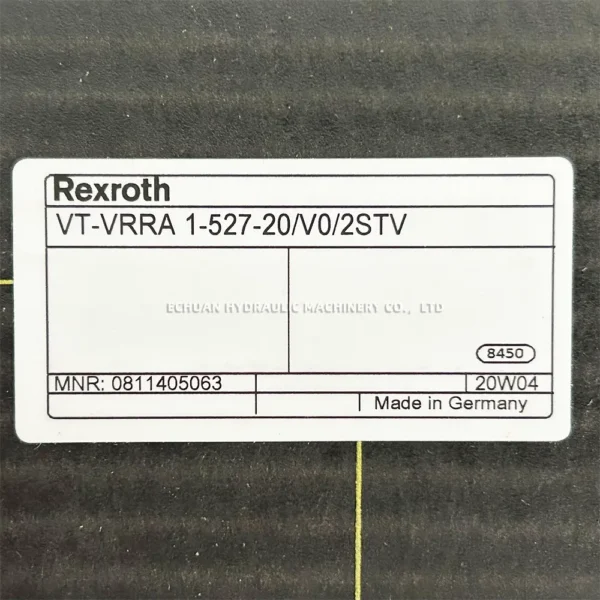 Rexroth
VT-VRRA 1-527-20/V0/2STV
ECHUAN HYDRAULIC MACHINERY CO., LTD
8450
MNR: 0811405063
20W04
Made in Germany